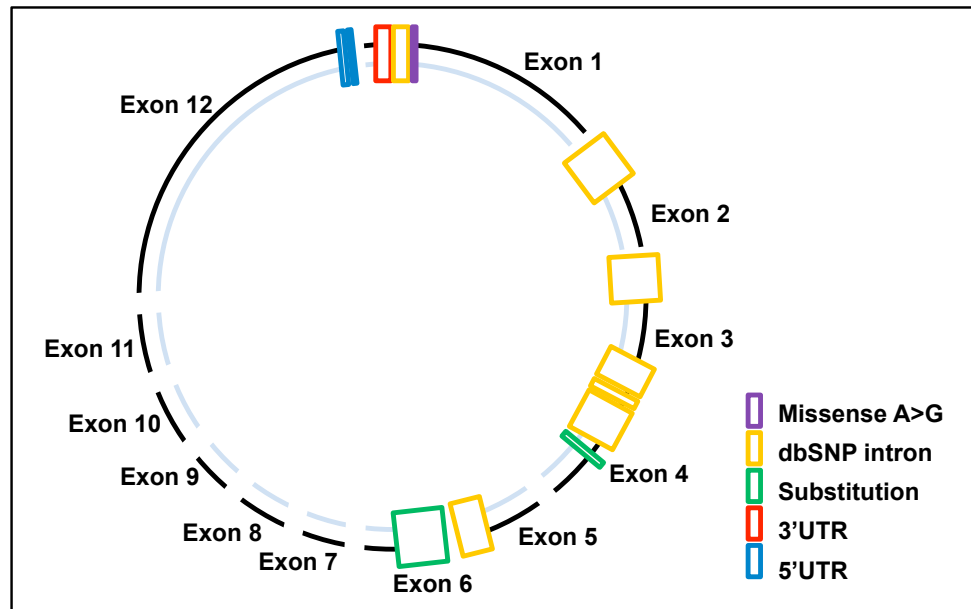 Exon 1
Exon 12
Exon 2
Exon 3
Exon 11
Missense A>G
Exon 10
dbSNP intron
Exon 9
Exon 4
Substitution
Exon 8
Exon 5
3'UTR
Exon 7
Exon 6
5'UTR